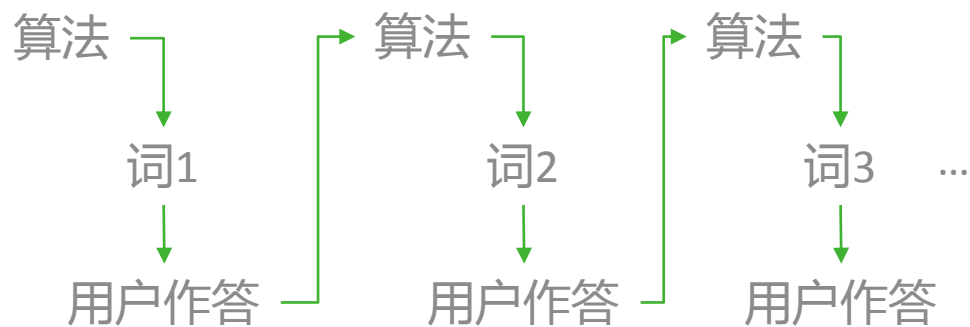 算法 算法 算法
词1 词2 词3 ...
用户作答 用户作答 用户作答